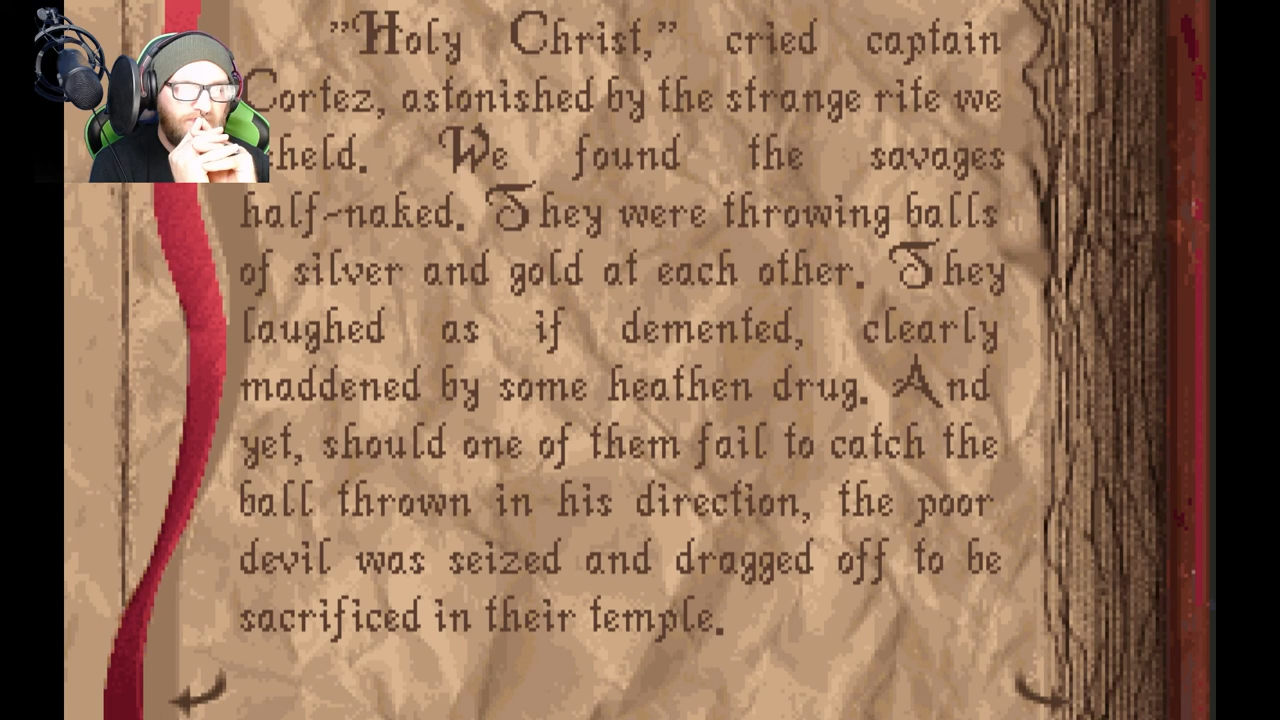 ”Holy Christ,” cried captain
Cortez, astonished by the strange rite we
held. We found the savages
half-naked. They were throwing balls
of silver and gold at each other. They
laughed as if demented, clearly
maddened by some heathen drug. And
yet, should one of them fail to catch the
ball thrown in his direction, the poor
devil was seized and dragged off to be
sacrificed in their temple.